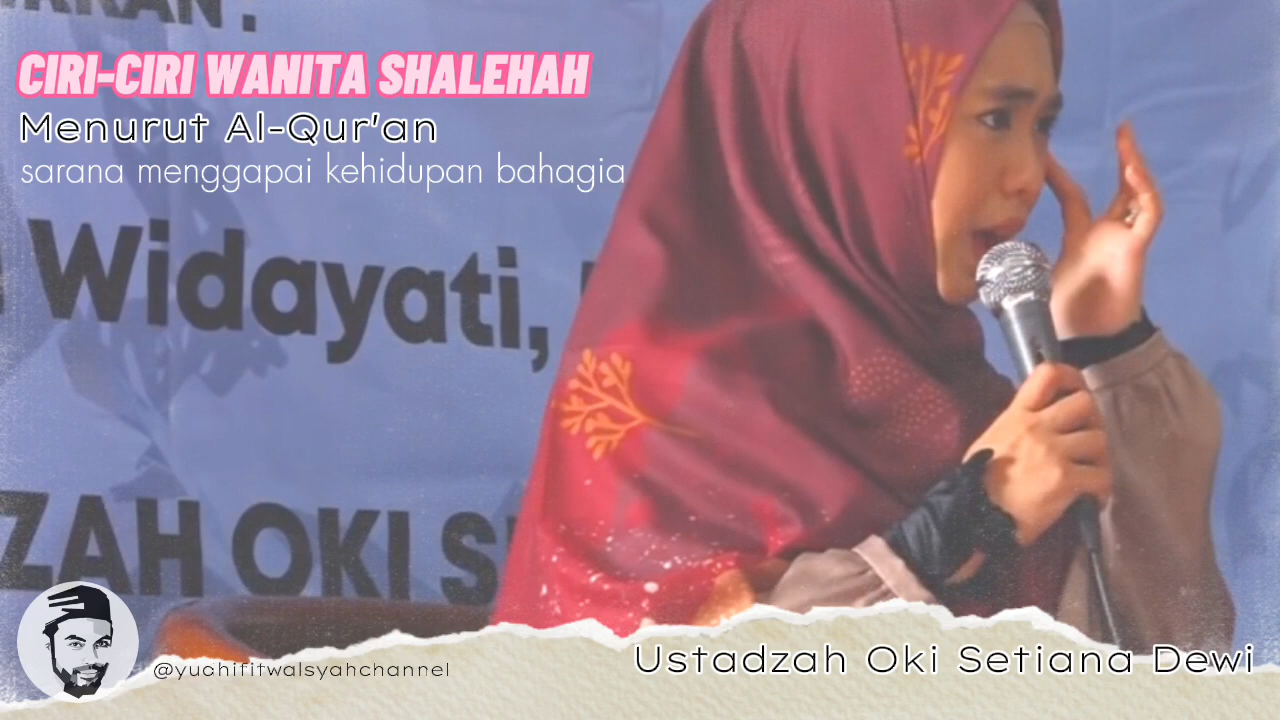 CIRI-CIRI WANITA SHALEHAH
Menurut Al-Qur'an
sarana menggapai kehidupan bahagia
Widayati,
ZAH OKI S
@yuchifitwalsyahchannel
Ustadzah Oki Setiana Dewi